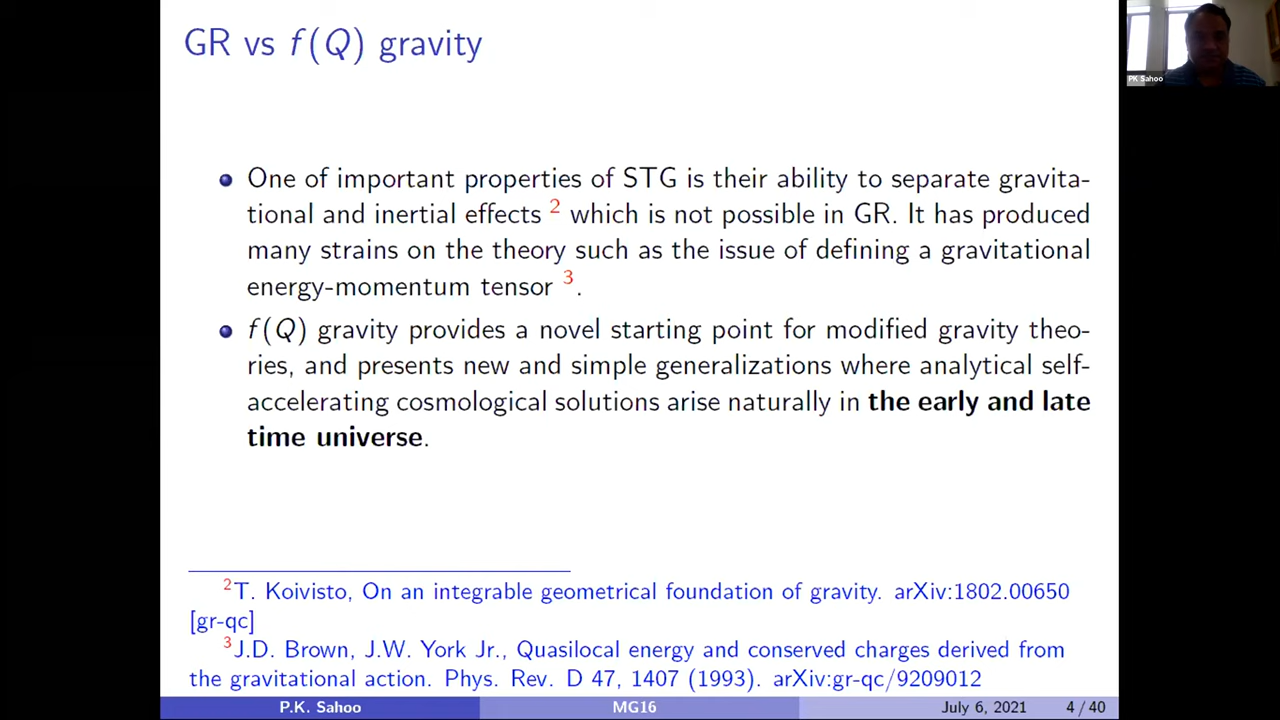 GR vs f(Q) gravity
PK Sahoo
One of important properties of STG is their ability to separate gravita-
tional and inertial effects 2 which is not possible in GR. It has produced
many strains on the theory such as the issue of defining a gravitational
energy-momentum tensor 3.
f(Q) gravity provides a novel starting point for modified gravity theo-
ries, and presents new and simple generalizations where analytical self-
accelerating cosmological solutions arise naturally in the early and late
time universe.
2T. Koivisto, On an integrable geometrical foundation of gravity. arXiv:1802.00650
[gr-qc]
3J.D. Brown, J.W. York Jr., Quasilocal energy and conserved charges derived from
the gravitational action. Phys. Rev. D 47, 1407 (1993). arXiv:gr-qc/9209012
P.K. Sahoo MG16 July 6, 2021 4 / 40